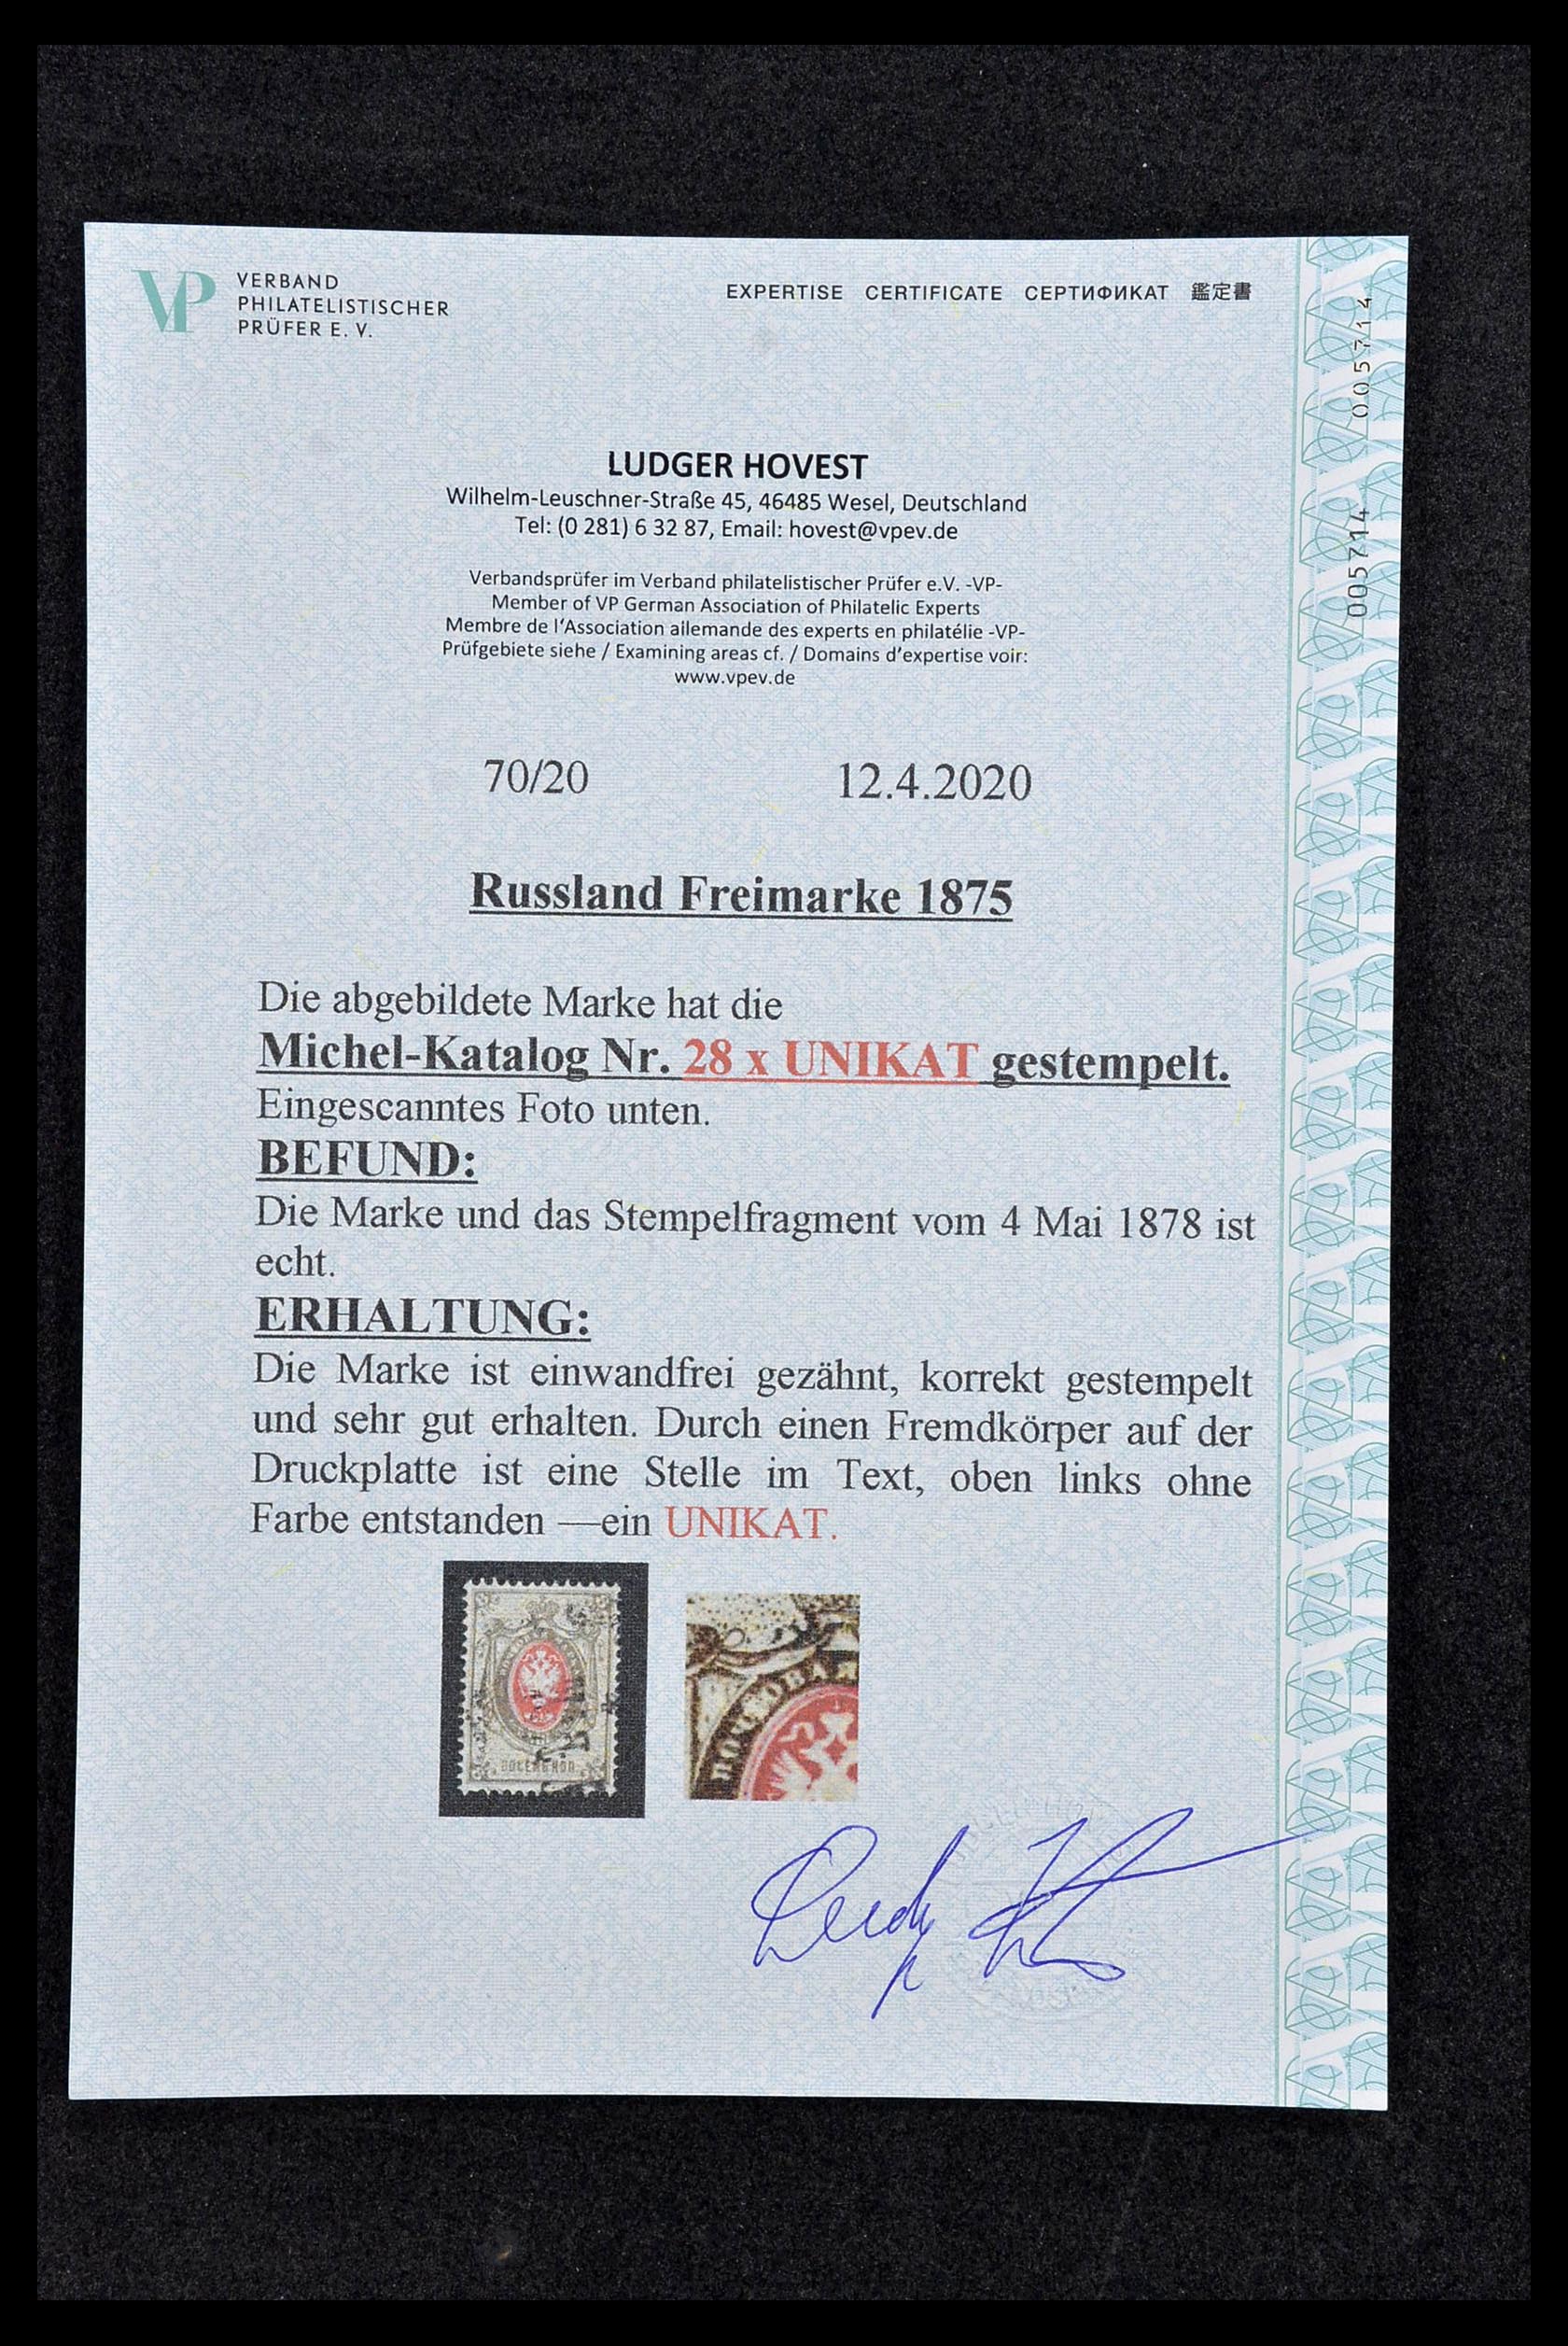 VP
VERBAND
PHILATELISTISCHER
PRÜFER E. V.
EXPERTISE CERTIFICATE СЕРТИФИКАТ 鑑定書
005714
005714
LUDGER HOVEST
Wilhelm-Leuschner-Straße 45, 46485 Wesel, Deutschland
Tel: (0 281) 6 32 87, Email: hovest@vpev.de
Verbandsprüfer im Verband philatelistischer Prüfer e.V. -VP-
Member of VP German Association of Philatelic Experts
Membre de l'Association allemande des experts en philatélie -VP-
Prüfgebiete siehe / Examining areas cf. / Domains d'expertise voir:
www.vpev.de
70/20 12.4.2020
Russland Freimarke 1875
Die abgebildete Marke hat die
Michel-Katalog Nr. 28 x UNIKAT gestempelt.
Eingescanntes Foto unten.
BEFUND:
Die Marke und das Stempelfragment vom 4 Mai 1878 ist
echt.
ERHALTUNG:
Die Marke ist einwandfrei gezähnt, korrekt gestempelt
und sehr gut erhalten. Durch einen Fremdkörper auf der
Druckplatte ist eine Stelle im Text, oben links ohne
Farbe entstanden —ein UNIKAT.